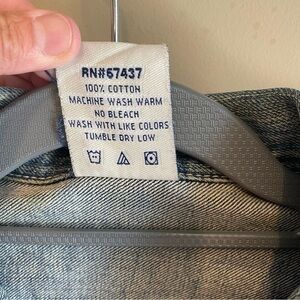 RN#67437
100% COTTON
MACHINE WASH WARM
NO BLEACH
WASH WITH LIKE COLORS
TUMBLE DRY LOW